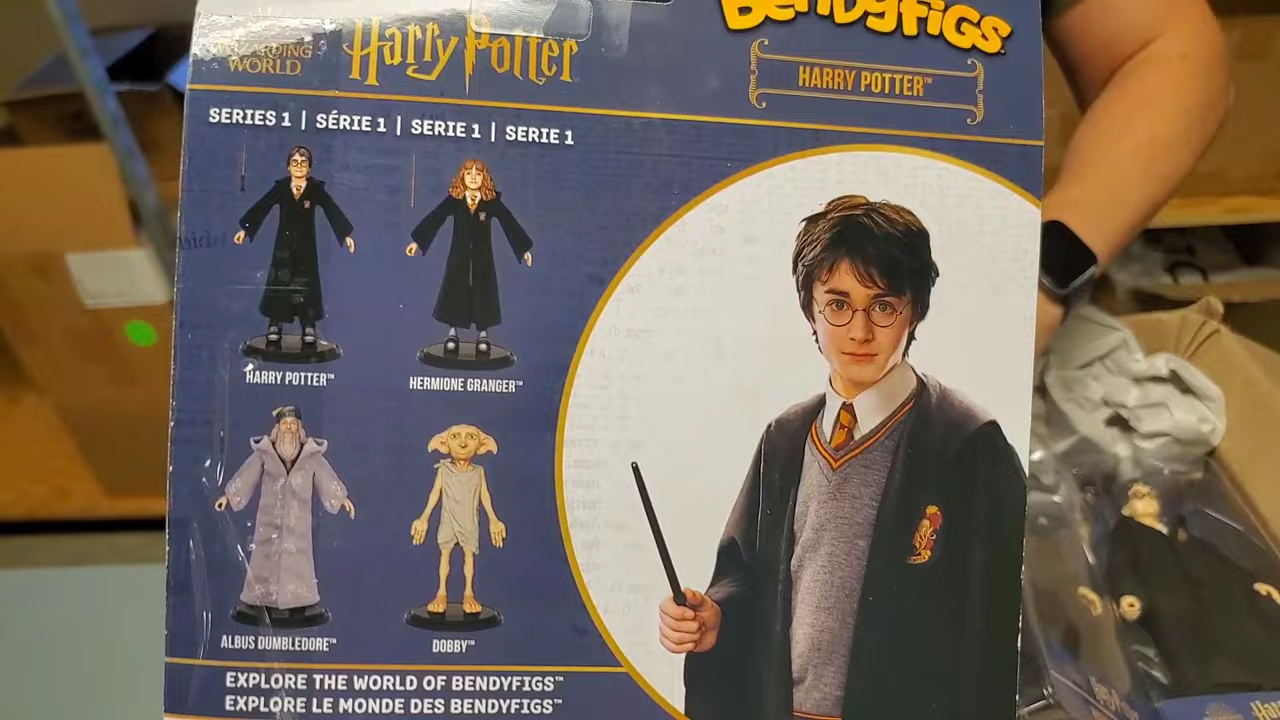 WIZARDING
WORLD
Harry Potter
BENDYFIGS
HARRY POTTER™
SERIES 1 | SÉRIE 1 | SERIE 1 | SERIE 1
HARRY POTTER™
HERMIONE GRANGER™
ALBUS DUMBLEDORE™
DOBBY™
EXPLORE THE WORLD OF BENDYFIGS™
EXPLORE LE MONDE DES BENDYFIGS™